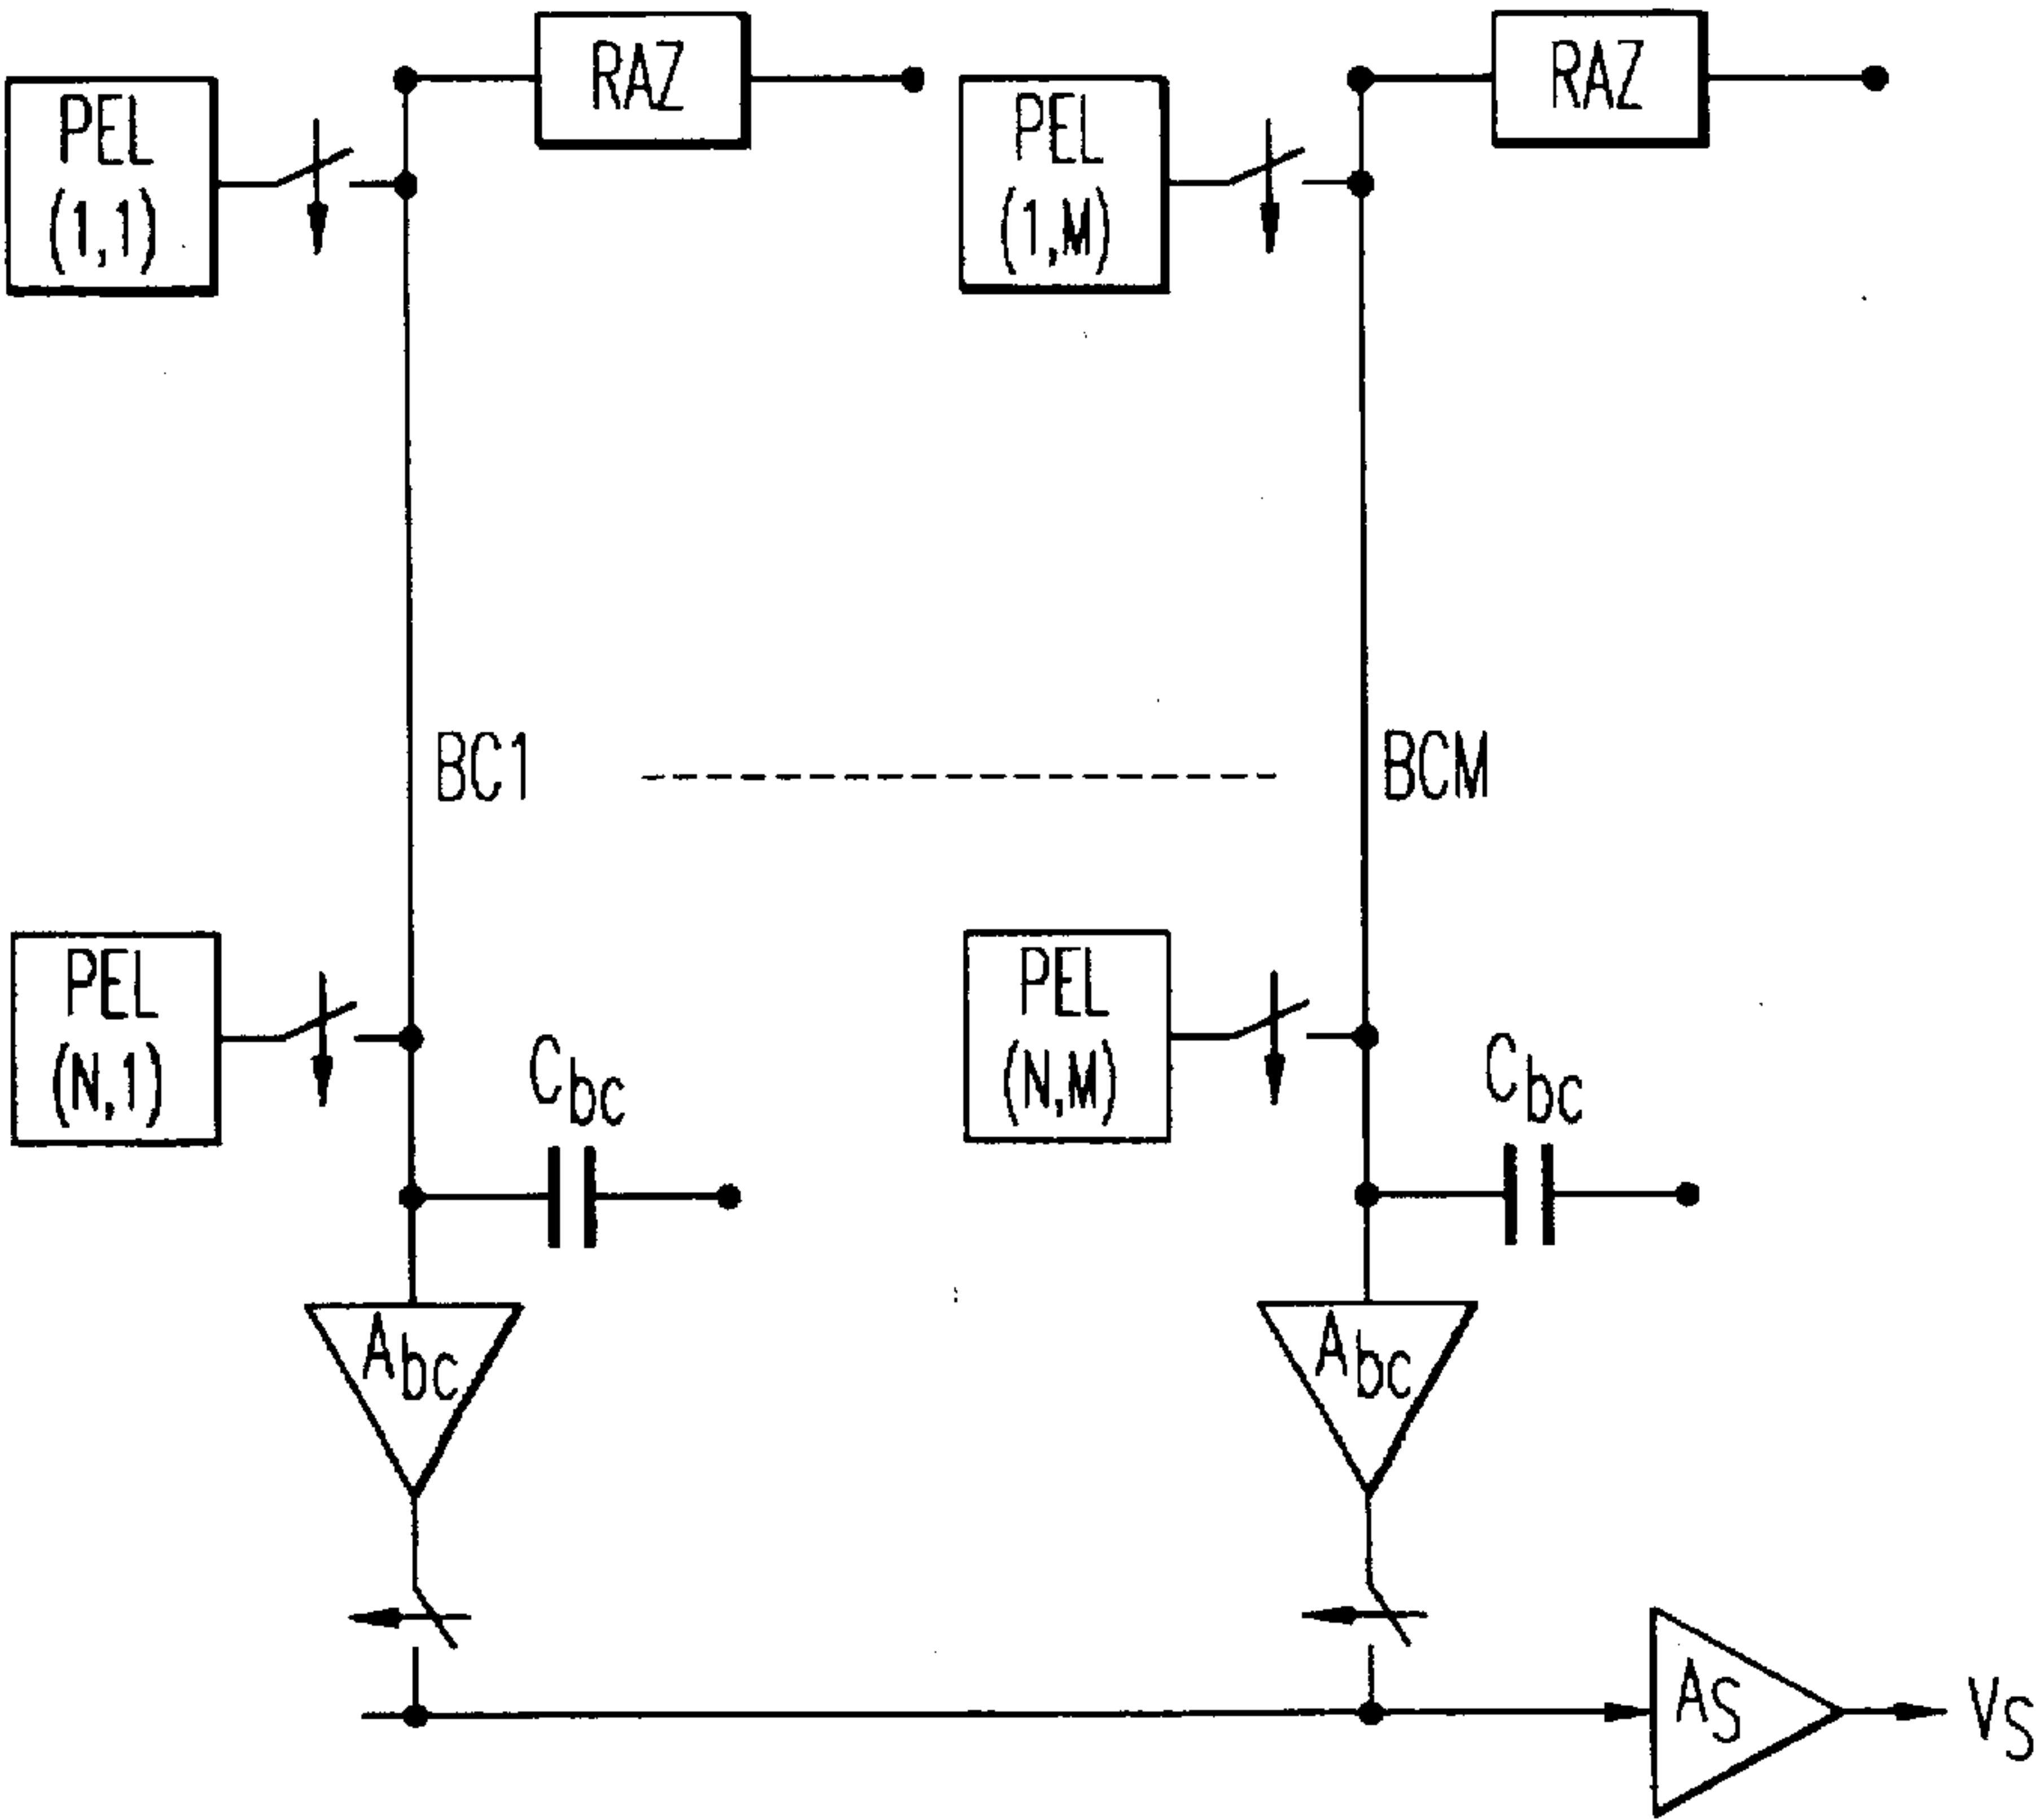 RAZ
RAZ
PEL
(1,1)
PEL
(1,M)
BC1
BCM
PEL
(N,1)
PEL
(N,M)
Cbc
Cbc
Abc
Abc
AS
VS